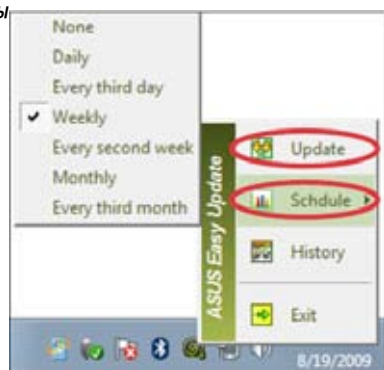 ы
None
Daily
Every third day
Weekly
Every second week
Monthly
Every third month
ASUS Easy Update
Update
Schdule
History
Exit
8/19/2009